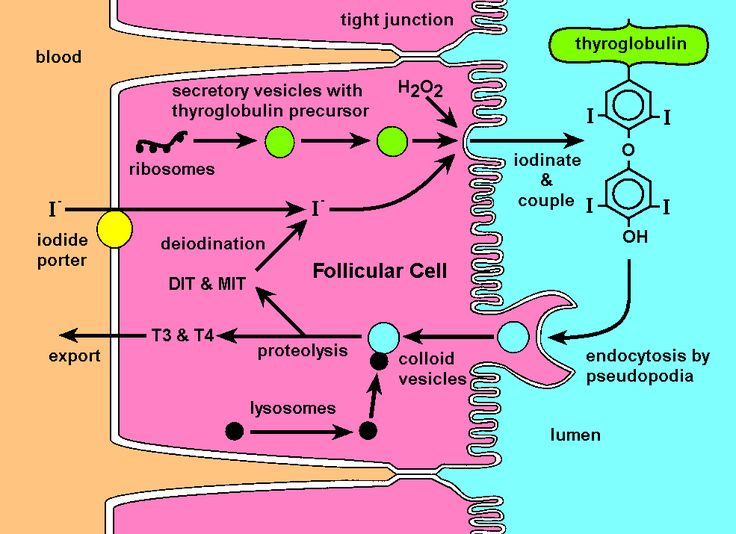 tight junction
thyroglobulin
blood
secretory vesicles with
thyroglobulin precursor
H2O2
I I
ribosomes
iodinate
&
couple
O
I-
I-
I I
iodide
porter
deiodination
OH
Follicular Cell
DIT & MIT
T3 & T4
export
proteolysis
colloid
vesicles
endocytosis by
pseudopodia
lysosomes
lumen